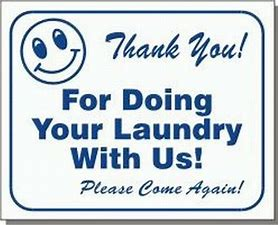 Thank You!
For Doing
Your Laundry
With Us!
Please Come Again!